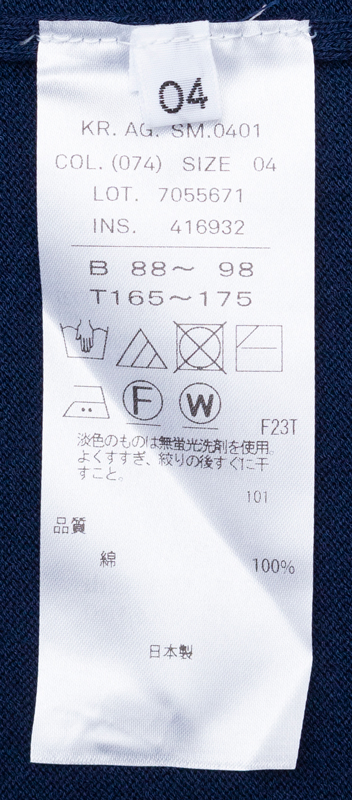 04
KR. AG. SM.0401
COL. (074) SIZE 04
LOT. 7055671
INS. 416932
B 88～ 98
T165～175
F W
F23T
淡色のものは無蛍光洗剤を使用。
よくすすぎ、絞りの後すぐに干
すこと。
101
品質
綿 100%
日本製